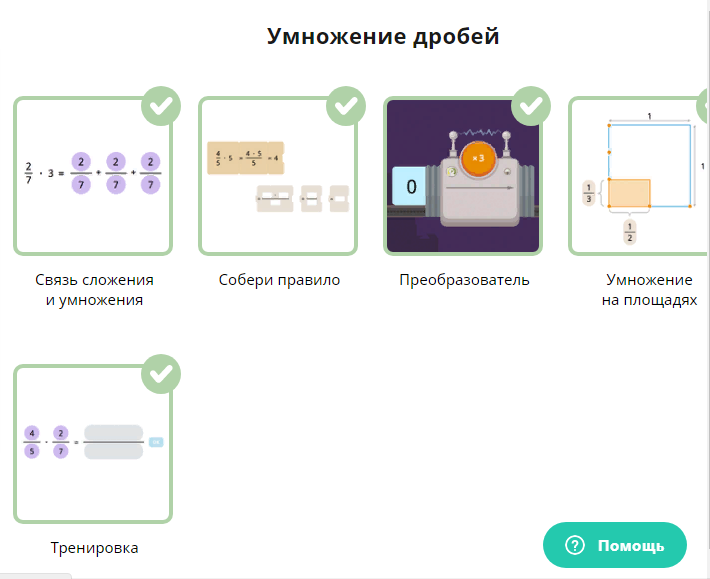 Умножение дробей
2/7 · 3 = 2/7 + 2/7 + 2/7
4/5 · 5 = 4 · 5/5 = 4
× 3
0
1
1
1/3
1/2
Связь сложения
и умножения
Собери правило
Преобразователь
Умножение
на площадях
4/5 · 2/7 =
Тренировка
Помощь